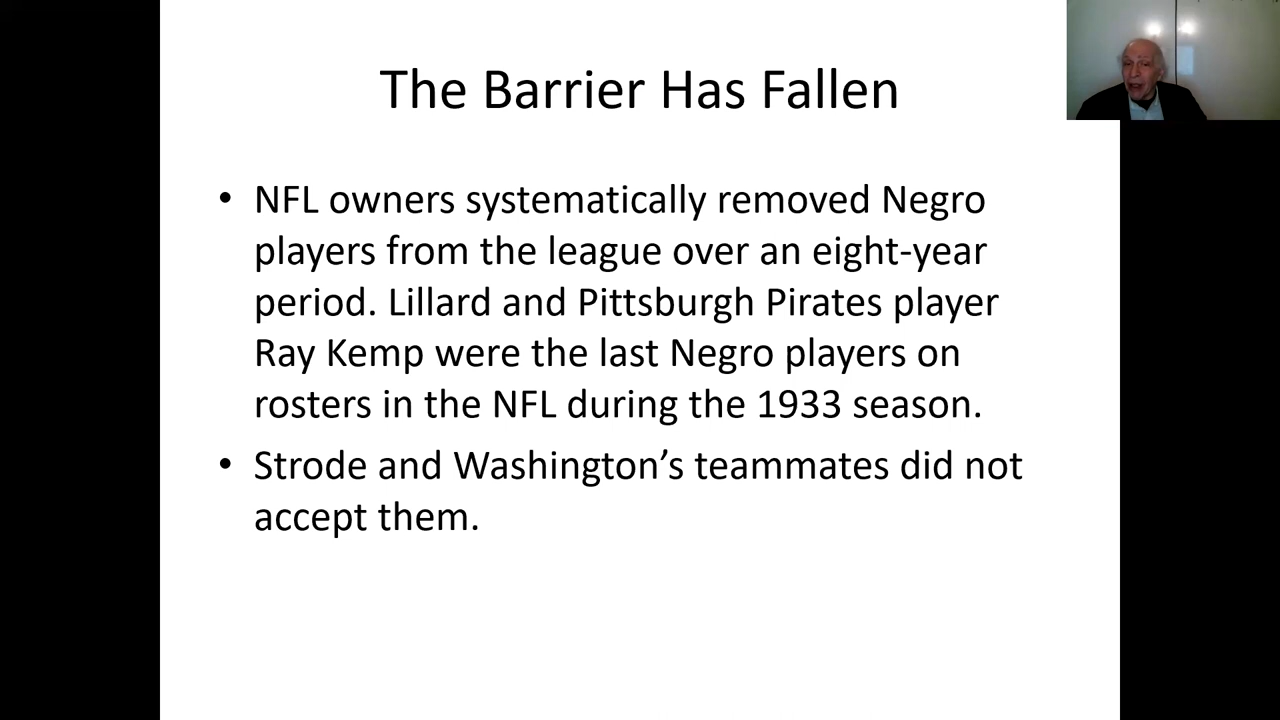 The Barrier Has Fallen
• NFL owners systematically removed Negro
players from the league over an eight-year
period. Lillard and Pittsburgh Pirates player
Ray Kemp were the last Negro players on
rosters in the NFL during the 1933 season.
• Strode and Washington’s teammates did not
accept them.